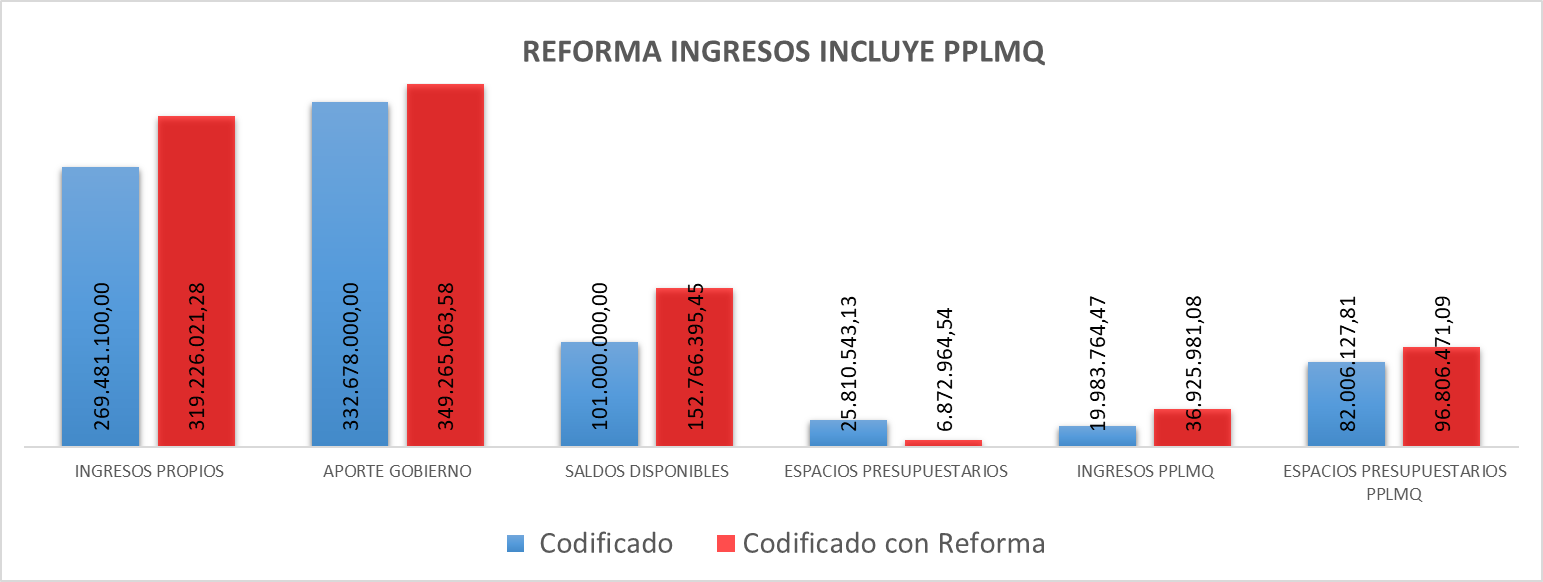 REFORMA INGRESOS INCLUYE PPLMQ
269.481.100,00
319.226.021,28
332.678.000,00
349.265.063,58
101.000.000,00
152.766.395,45
25.810.543,13
6.872.964,54
19.983.764,47
36.925.981,08
82.006.127,81
96.806.471,09
INGRESOS PROPIOS
APORTE GOBIERNO
SALDOS DISPONIBLES
ESPACIOS PRESUPUESTARIOS
INGRESOS PPLMQ
ESPACIOS PRESUPUESTARIOS
PPLMQ
Codificado
Codificado con Reforma